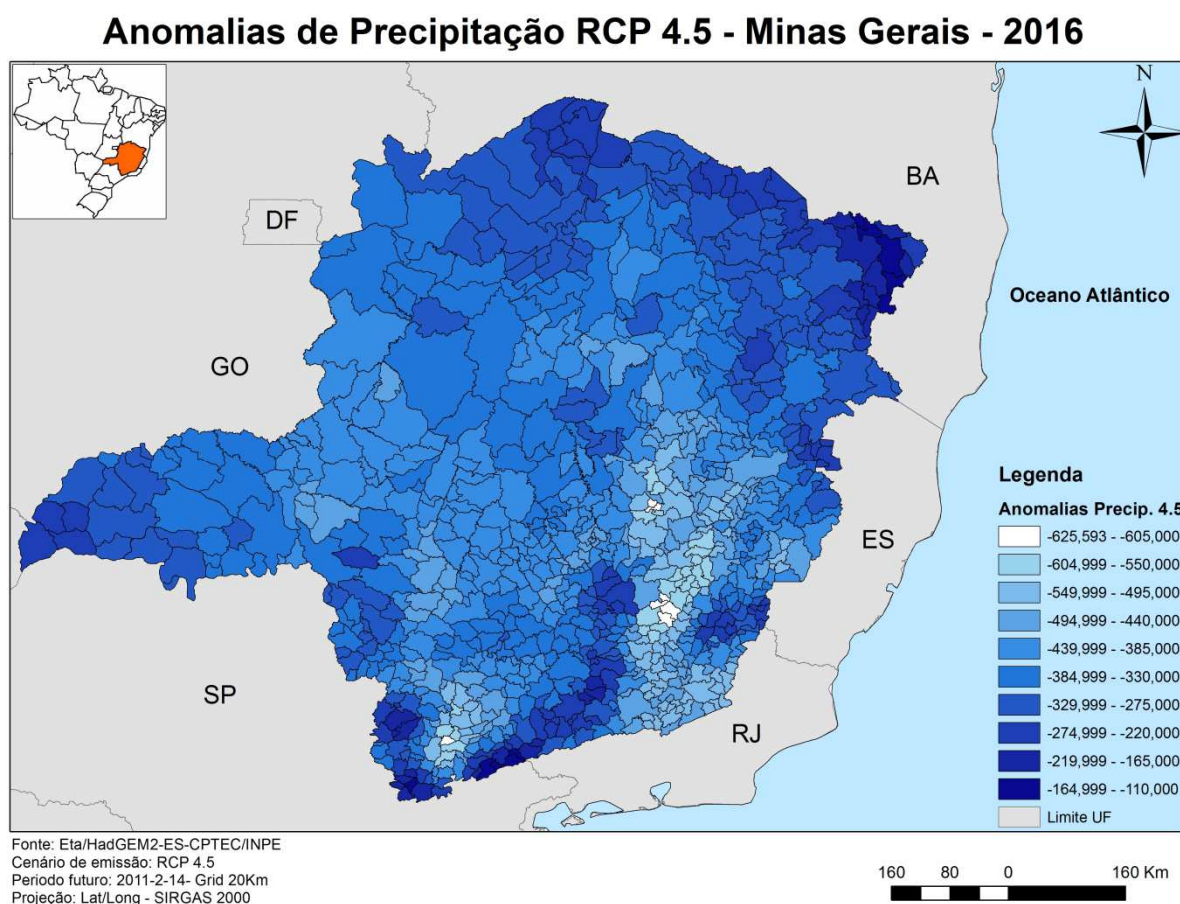 Anomalias de Precipitação RCP 4.5 - Minas Gerais - 2016
N
BA
DF
Oceano Atlântico
GO
ES
SP
RJ
Legenda
Anomalias Precip. 4.5
-625,593 - -605,000
-604,999 - -550,000
-549,999 - -495,000
-494,999 - -440,000
-439,999 - -385,000
-384,999 - -330,000
-329,999 - -275,000
-274,999 - -220,000
-219,999 - -165,000
-164,999 - -110,000
Limite UF
Fonte: Eta/HadGEM2-ES-CPTEC/INPE
Cenário de emissão: RCP 4.5
Periodo futuro: 2011-2-14- Grid 20Km
Projeção: Lat/Long - SIRGAS 2000
160 80 0 160 Km